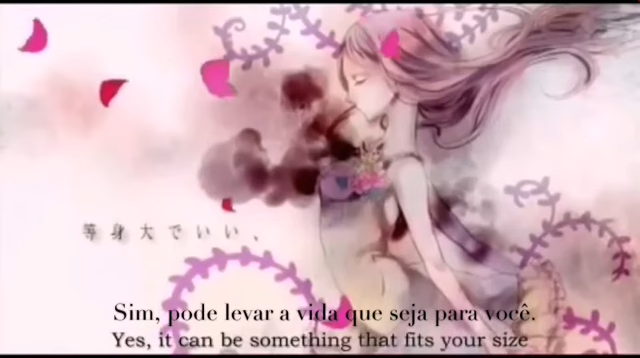 等身大でいい、
Sim, pode levar a vida que seja para você.
Yes, it can be something that fits your size